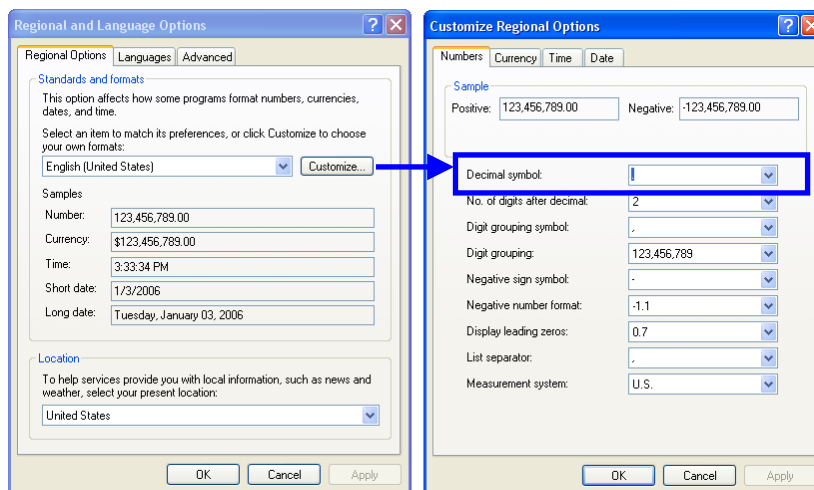 Regional and Language Options
Regional Options Languages Advanced
Standards and formats
This option affects how some programs format numbers, currencies,
dates, and time.
Select an item to match its preferences, or click Customize to choose
your own formats:
English (United States) Customize...
Samples
Number: 123,456,789.00
Currency: $123,456,789.00
Time: 3:33:34 PM
Short date: 1/3/2006
Long date: Tuesday, January 03, 2006
Location
To help services provide you with local information, such as news and
weather, select your present location:
United States
OK Cancel Apply
Customize Regional Options
Numbers Currency Time Date
Sample
Positive: 123,456,789.00 Negative: -123,456,789.00
Decimal symbol: .
No. of digits after decimal: 2
Digit grouping symbol: ,
Digit grouping: 123,456,789
Negative sign symbol: -
Negative number format: -1.1
Display leading zeros: 0.7
List separator: ,
Measurement system: U.S.
OK Cancel Apply